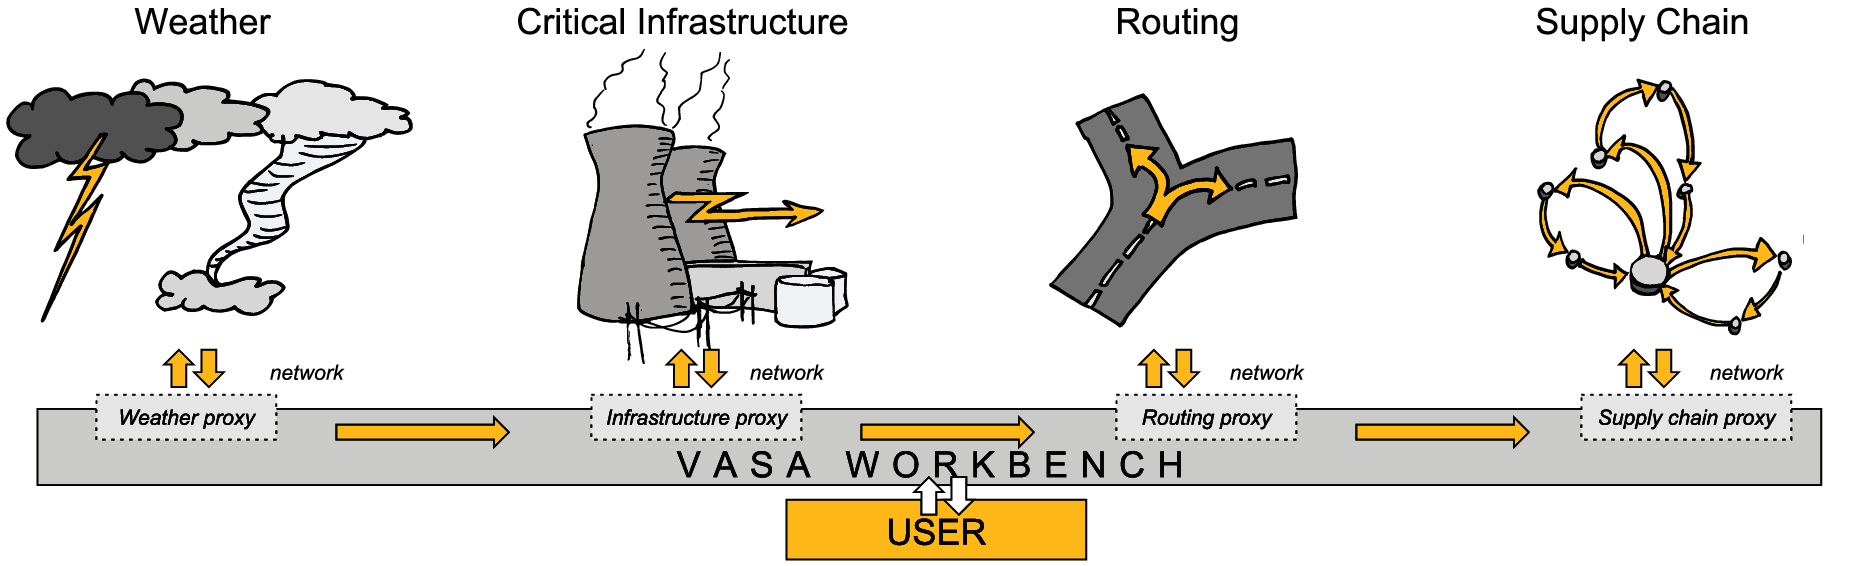 Weather
Critical Infrastructure
Routing
Supply Chain
network
network
network
network
Weather proxy
Infrastructure proxy
Routing proxy
Supply chain proxy
VASA WORKBENCH
USER